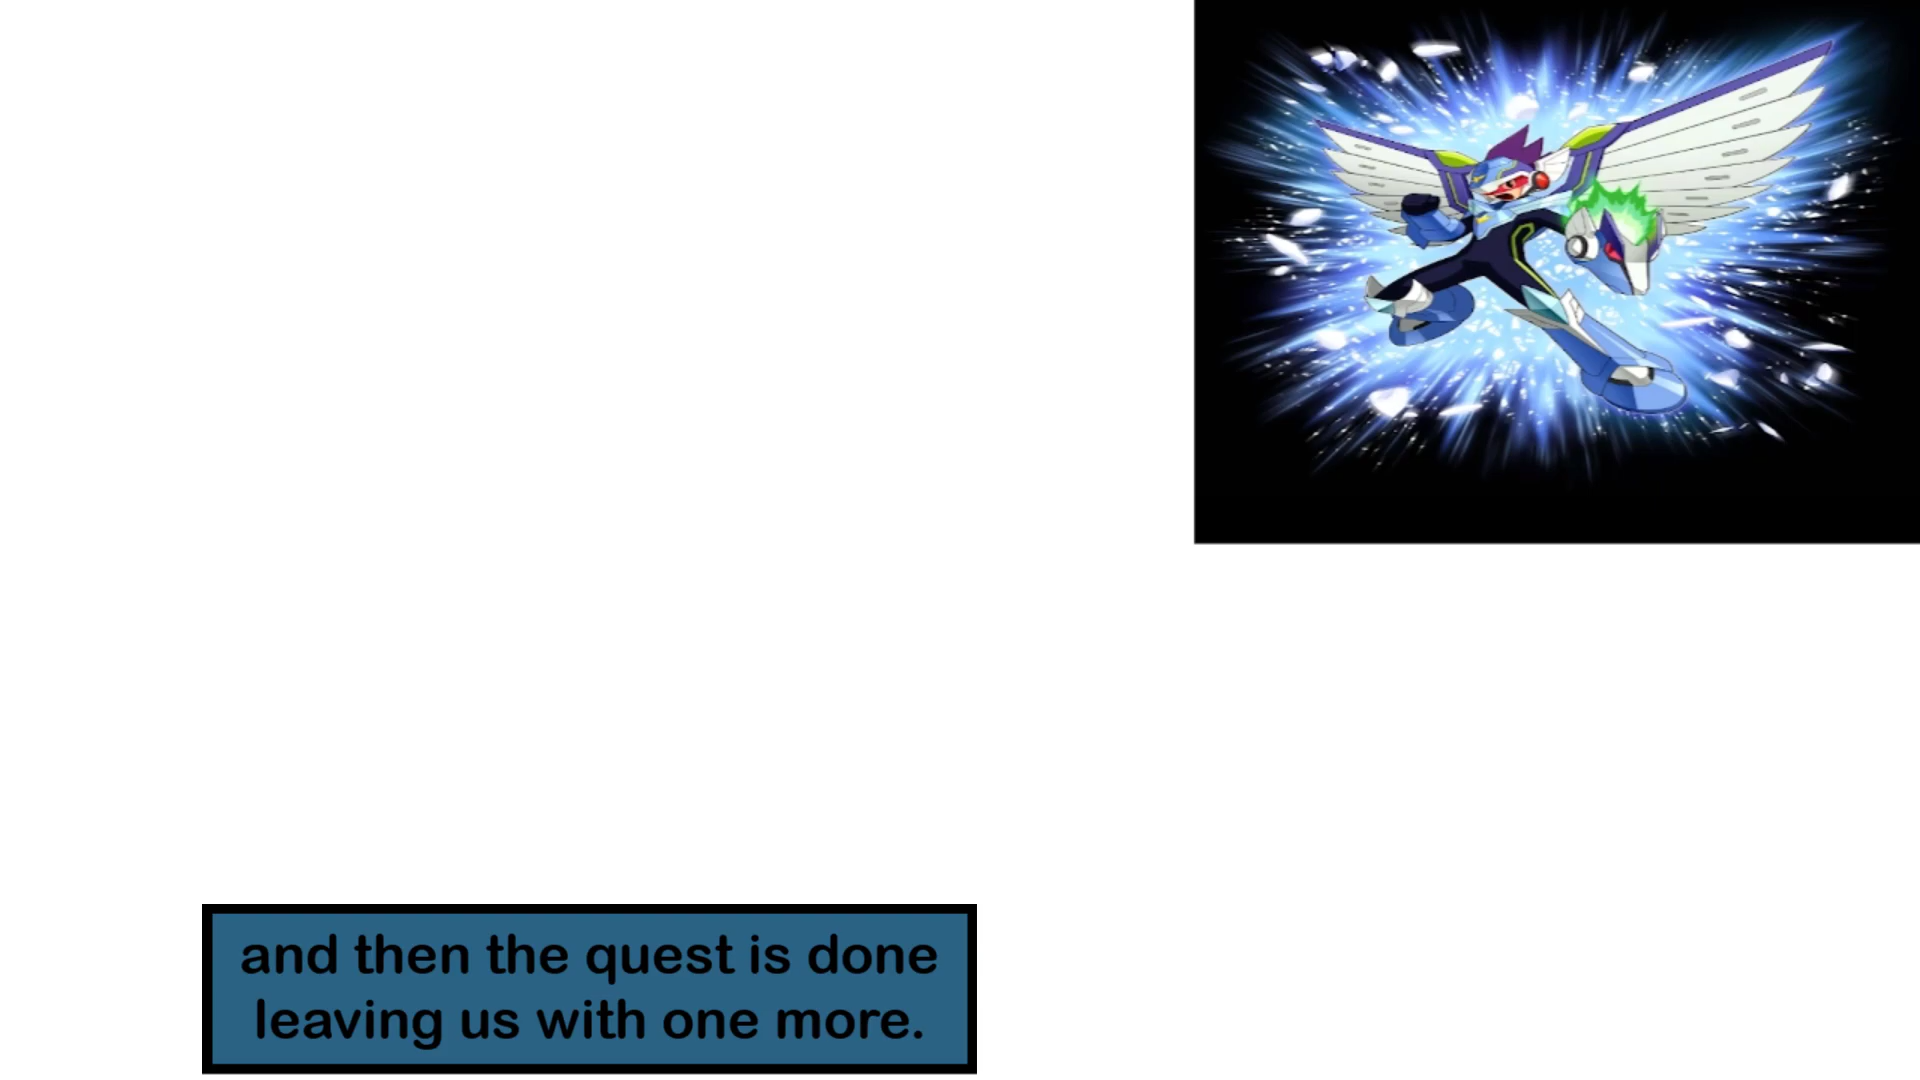 and then the quest is done
leaving us with one more.